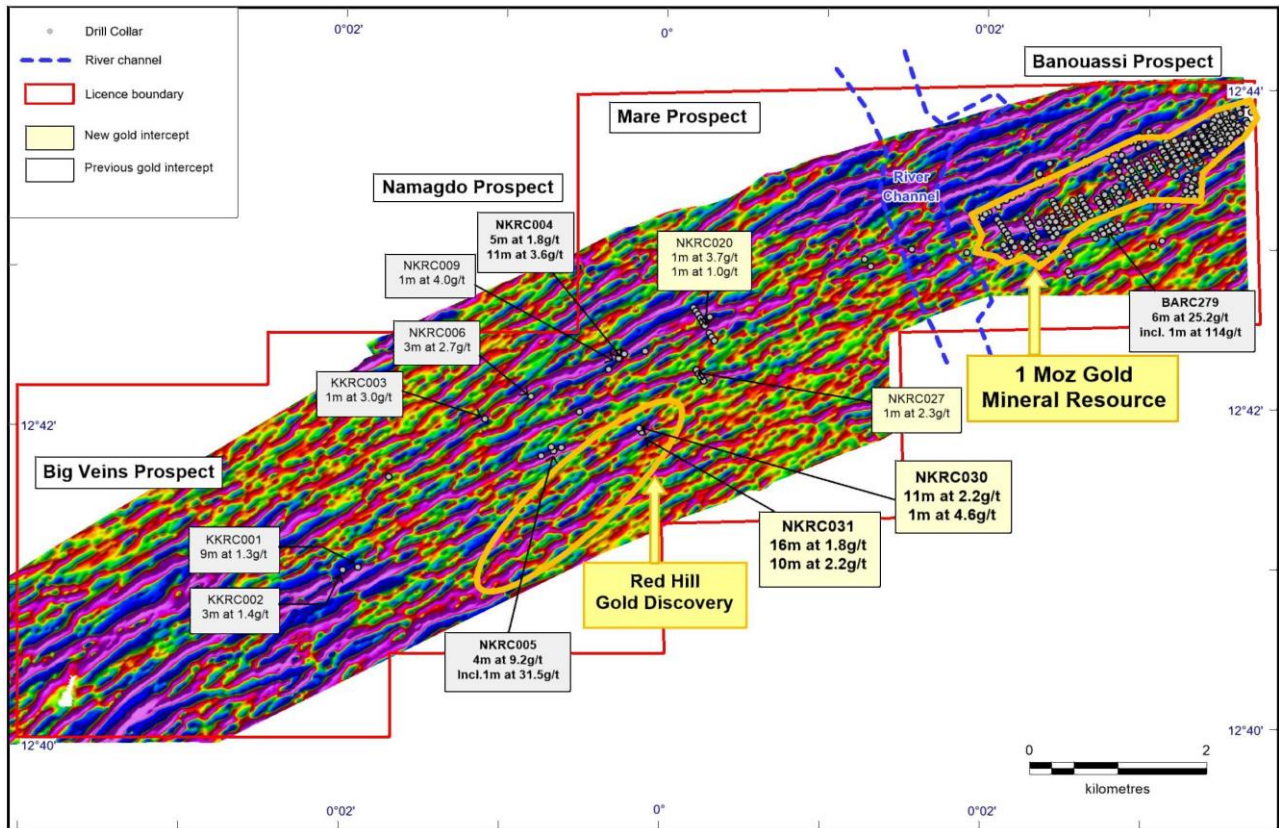 Drill Collar
River channel
Licence boundary
New gold intercept
Previous gold intercept
0°02'
0°
0°02'
Banouassi Prospect
12°44'
Mare Prospect
River
Channel
Namagdo Prospect
NKRC004
5m at 1.8g/t
11m at 3.6g/t
NKRC020
1m at 3.7g/t
1m at 1.0g/t
NKRC009
1m at 4.0g/t
BARC279
6m at 25.2g/t
incl. 1m at 114g/t
NKRC006
3m at 2.7g/t
KKRC003
1m at 3.0g/t
1 Moz Gold
Mineral Resource
NKRC027
1m at 2.3g/t
12°42'
12°42'
Big Veins Prospect
NKRC030
11m at 2.2g/t
1m at 4.6g/t
NKRC031
16m at 1.8g/t
10m at 2.2g/t
KKRC001
9m at 1.3g/t
Red Hill
Gold Discovery
KKRC002
3m at 1.4g/t
NKRC005
4m at 9.2g/t
Incl.1m at 31.5g/t
12°40'
12°40'
0 2
kilometres
0°02'
0°
0°02'